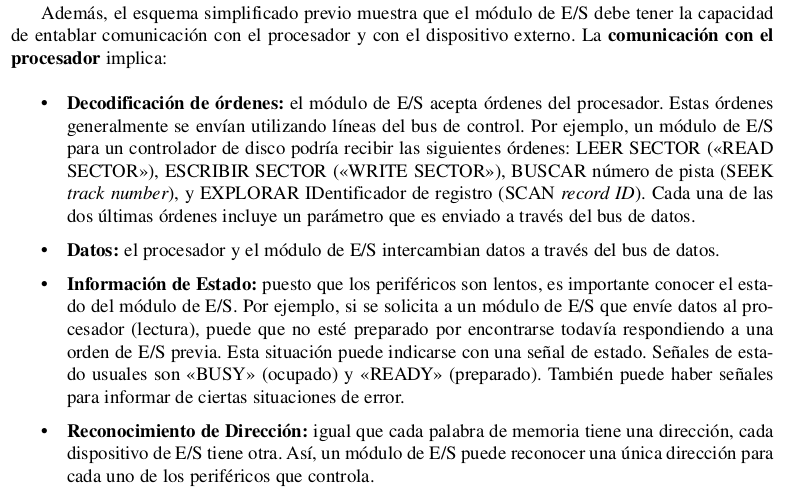 Además, el esquema simplificado previo muestra que el módulo de E/S debe tener la capacidad
de entablar comunicación con el procesador y con el dispositivo externo. La comunicación con el
procesador implica:
• Decodificación de órdenes: el módulo de E/S acepta órdenes del procesador. Estas órdenes
generalmente se envían utilizando líneas del bus de control. Por ejemplo, un módulo de E/S
para un controlador de disco podría recibir las siguientes órdenes: LEER SECTOR («READ
SECTOR»), ESCRIBIR SECTOR («WRITE SECTOR»), BUSCAR número de pista (SEEK
track number), y EXPLORAR IDentificador de registro (SCAN record ID). Cada una de las
dos últimas órdenes incluye un parámetro que es enviado a través del bus de datos.
• Datos: el procesador y el módulo de E/S intercambian datos a través del bus de datos.
• Información de Estado: puesto que los periféricos son lentos, es importante conocer el esta-
do del módulo de E/S. Por ejemplo, si se solicita a un módulo de E/S que envíe datos al pro-
cesador (lectura), puede que no esté preparado por encontrarse todavía respondiendo a una
orden de E/S previa. Esta situación puede indicarse con una señal de estado. Señales de esta-
do usuales son «BUSY» (ocupado) y «READY» (preparado). También puede haber señales
para informar de ciertas situaciones de error.
• Reconocimiento de Dirección: igual que cada palabra de memoria tiene una dirección, cada
dispositivo de E/S tiene otra. Así, un módulo de E/S puede reconocer una única dirección para
cada uno de los periféricos que controla.